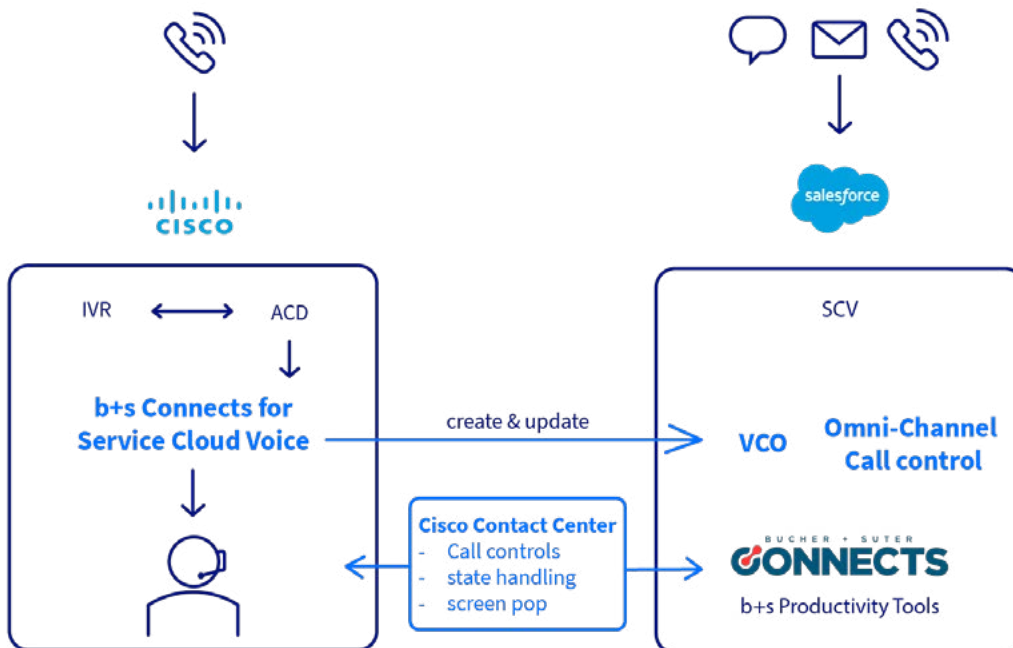 CISCO
salesforce
IVR
ACD
b+s Connects for
Service Cloud Voice
create & update
SCV
VCO
Omni-Channel
Call control
Cisco Contact Center
- Call controls
- state handling
- screen pop
BUCHER + SUTER
CONNECTS
b+s Productivity Tools